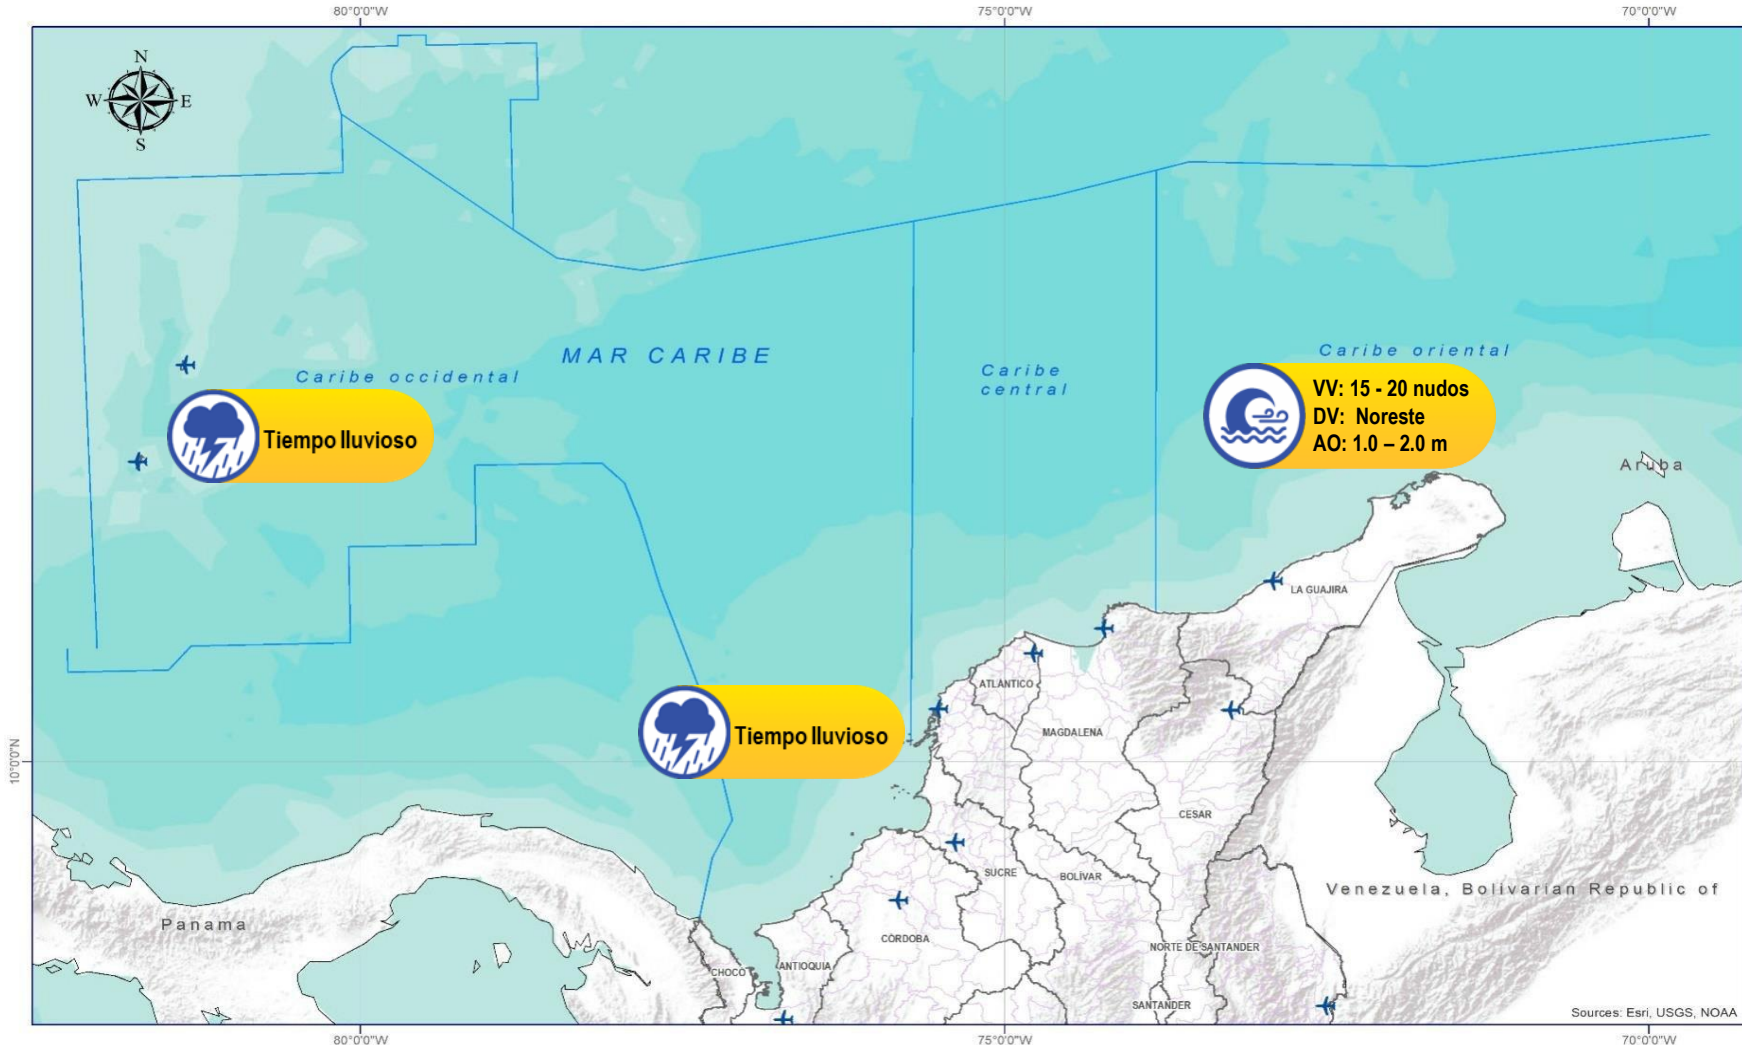 80°0'0"W
75°0'0"W
70°0'0"W
N
W
E
S
MAR CARIBE
Caribe occidental
Caribe
central
Caribe oriental
VV: 15 - 20 nudos
DV: Noreste
AO: 1.0 – 2.0 m
Tiempo lluvioso
Aruba
LA GUAJIRA
ATLÁNTICO
Tiempo lluvioso
MAGDALENA
10°0'0"N
CESAR
SUCRE
BOLÍVAR
Venezuela, Bolivarian Republic of
Panama
CÓRDOBA
NORTE DE SANTANDER
CHOCÓ
ANTIOQUIA
SANTANDER
Sources: Esri, USGS, NOAA
80°0'0"W
75°0'0"W
70°0'0"W